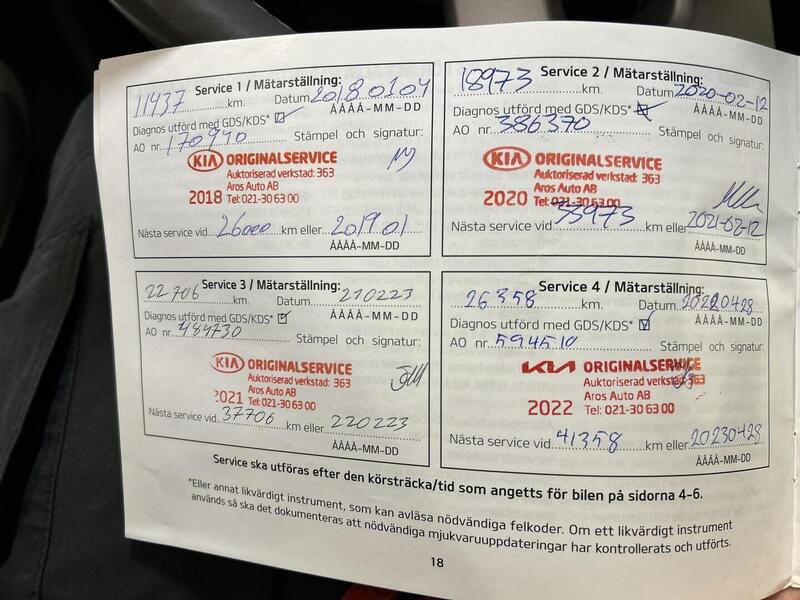 Service 1 / Mätarställning:
11437 km. Datum 20180104
ÅÅÅÅ-MM-DD
Diagnos utförd med GDS/KDS*
AO nr. 170940 Stämpel och signatur:
KIA ORIGINALSERVICE
Auktoriserad verkstad: 363
Aros Auto AB
2018 Tel: 021-30 63 00
Nästa service vid 26000 km eller 2019.01
ÅÅÅÅ-MM-DD
Service 2 / Mätarställning:
18973 km. Datum 2020-02-12
ÅÅÅÅ-MM-DD
Diagnos utförd med GDS/KDS*
AO nr. 386370 Stämpel och signatur:
KIA ORIGINALSERVICE
Auktoriserad verkstad: 363
Aros Auto AB
2020 Tel: 021-30 63 00
Nästa service vid 33973 km eller 2021-02-12
ÅÅÅÅ-MM-DD
Service 3 / Mätarställning:
22706 km. Datum 210223
ÅÅÅÅ-MM-DD
Diagnos utförd med GDS/KDS*
AO nr 484730 Stämpel och signatur:
KIA ORIGINALSERVICE
Auktoriserad verkstad: 363
Aros Auto AB
2021 Tel: 021-30 63 00
Nästa service vid 37706 km eller 220223
ÅÅÅÅ-MM-DD
Service 4 / Mätarställning:
26358 km. Datum 20220428
ÅÅÅÅ-MM-DD
Diagnos utförd med GDS/KDS*
AO nr. 594510 Stämpel och signatur:
KIA ORIGINALSERVICE
Auktoriserad verkstad 363
Aros Auto AB
2022 Tel: 021-30 63 00
Nästa service vid 41358 km eller 20230428
ÅÅÅÅ-MM-DD
Service ska utföras efter den körsträcka/tid som angetts för bilen på sidorna 4-6.
*Eller annat likvärdigt instrument, som kan avläsa nödvändiga felkoder. Om ett likvärdigt instrument
används så ska det dokumenteras att nödvändiga mjukvaruuppdateringar har kontrollerats och utförts.
18